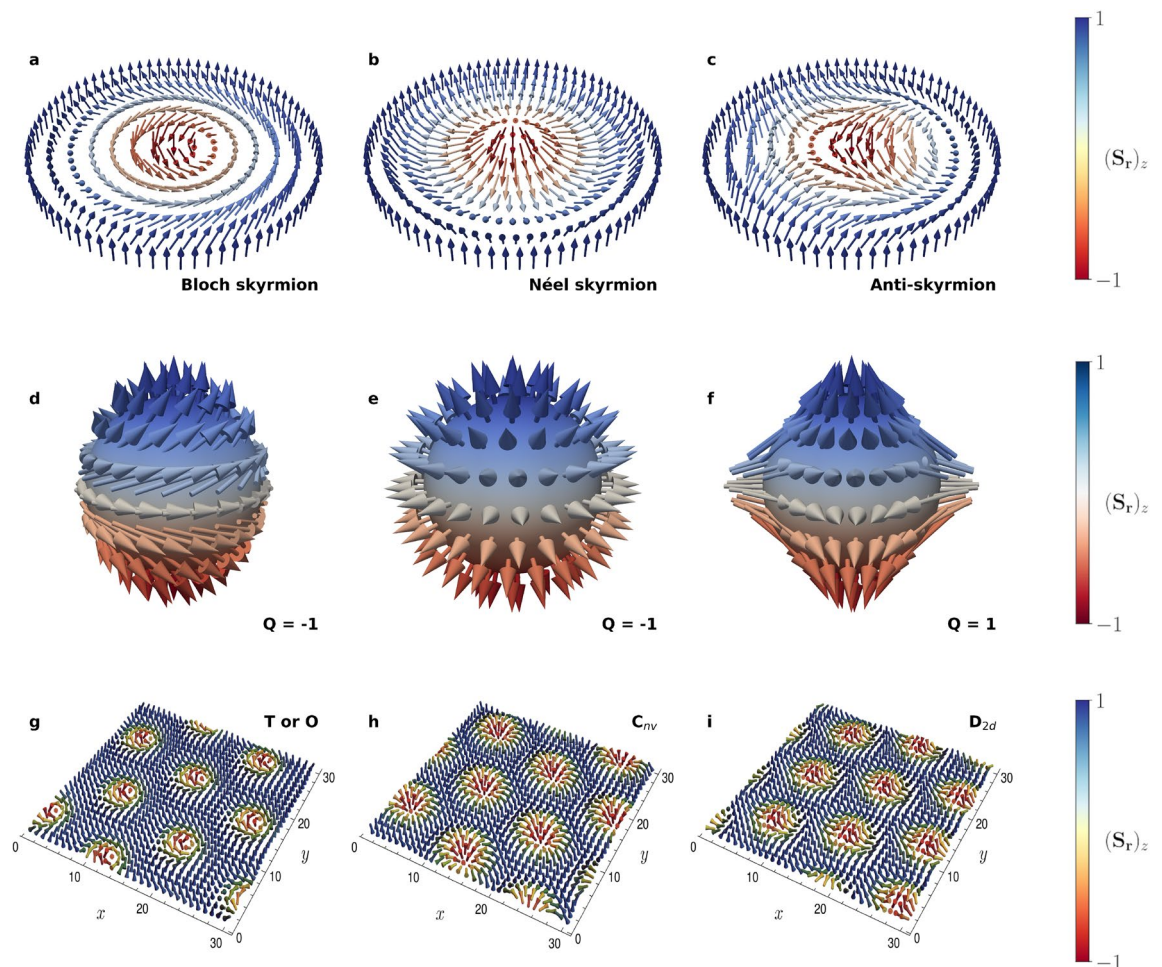 a
b
c
1
(S_r)_z
−1
Bloch skyrmion
Néel skyrmion
Anti-skyrmion
d
e
f
1
(S_r)_z
−1
Q = -1
Q = -1
Q = 1
g
T or O
h
C_nv
i
D_2d
1
(S_r)_z
−1
0
10
20
30
x
0
10
20
30
y
0
10
20
30
x
0
10
20
30
y
0
10
20
30
x
0
10
20
30
y